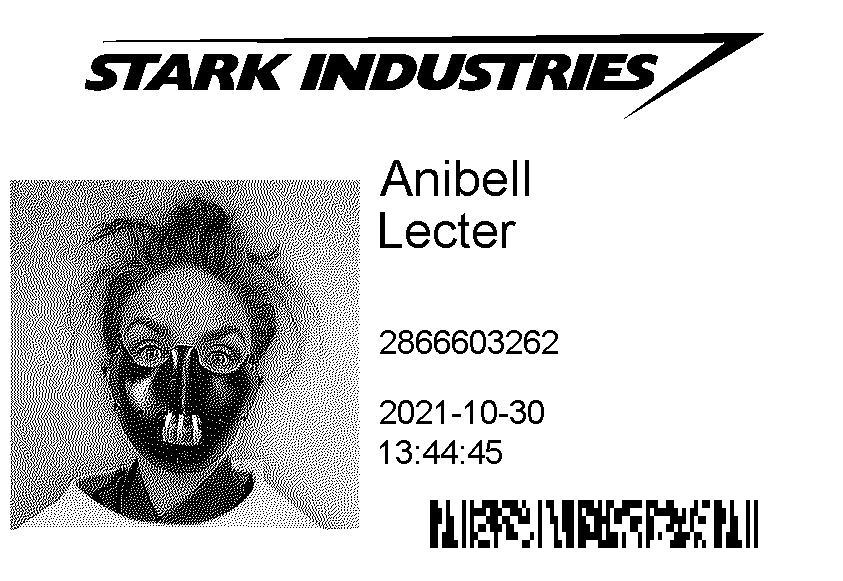 STARK INDUSTRIES
Anibell
Lecter
2866603262
2021-10-30
13:44:45